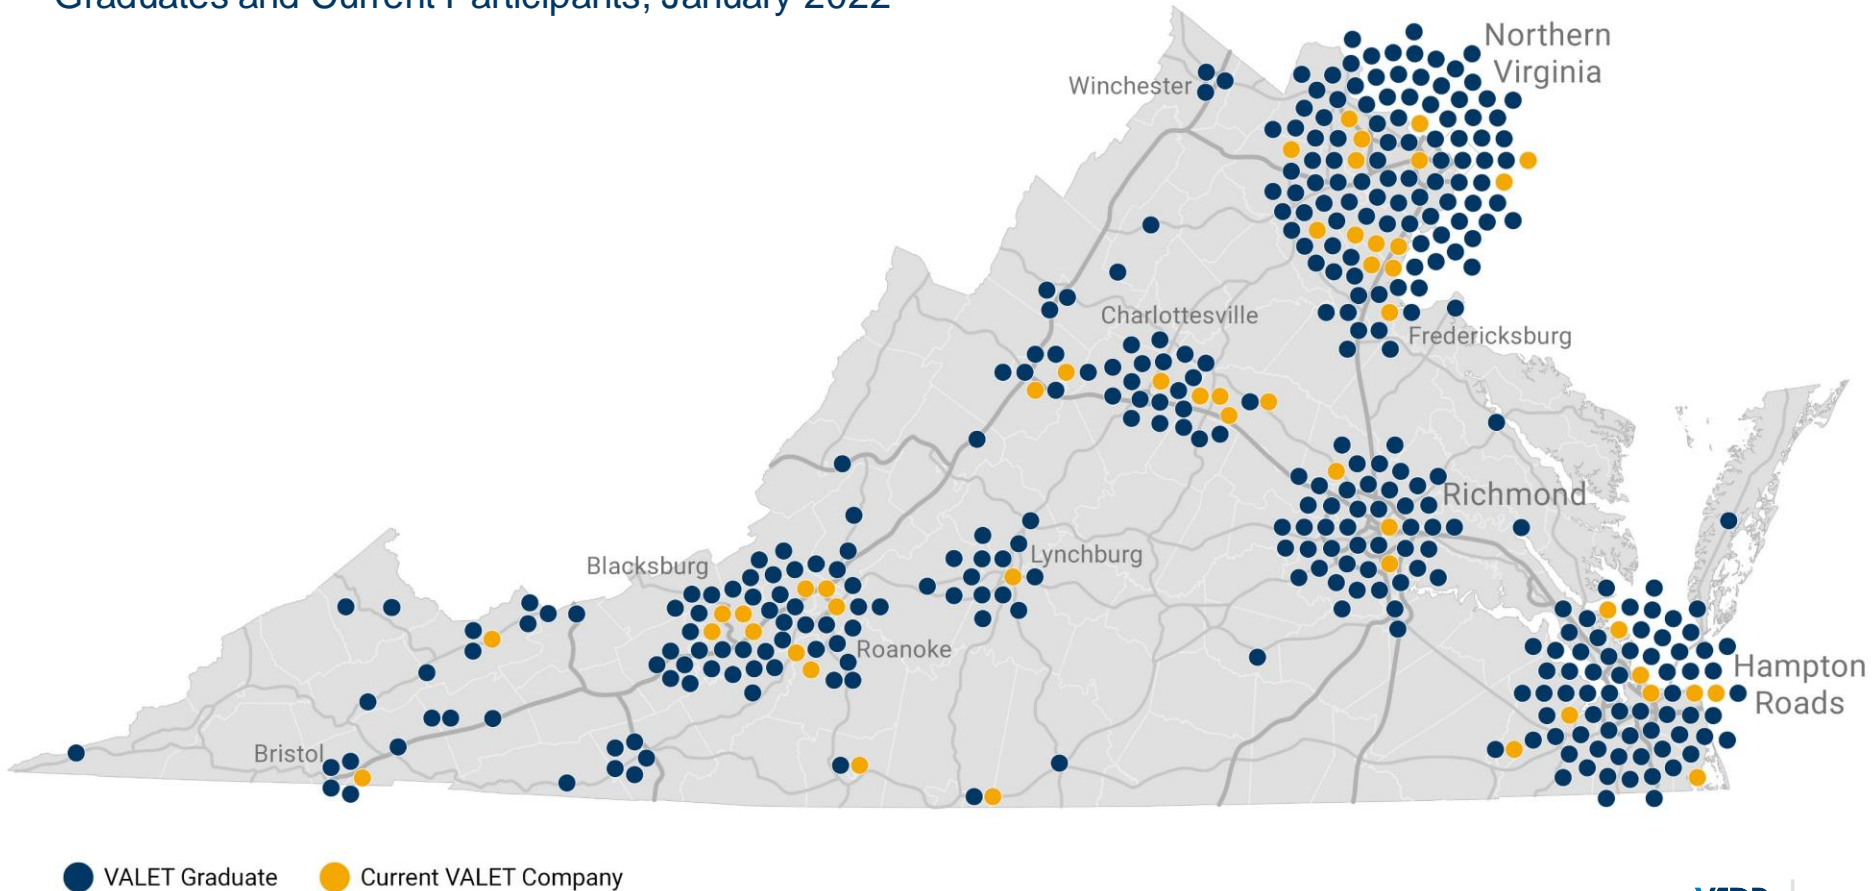 Graduates and Current Participants, January 2022
Northern
Virginia
Winchester
Charlottesville
Fredericksburg
Richmond
Lynchburg
Blacksburg
Roanoke
Hampton
Roads
Bristol
VALET Graduate
Current VALET Company